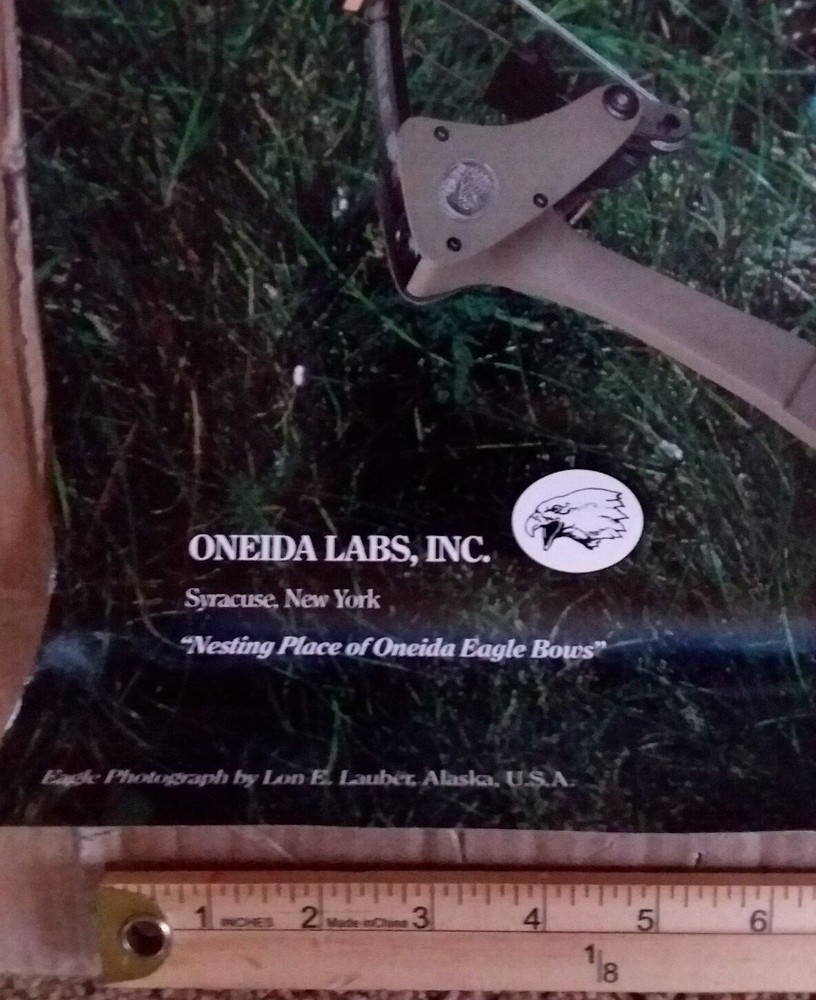 ONEIDA LABS, INC.
Syracuse, New York
“Nesting Place of Oneida Eagle Bows”
Eagle Photograph by Lon E. Lauber, Alaska, U.S.A.
1 INCHES 2 Made in China 3 4 5 6
1/8